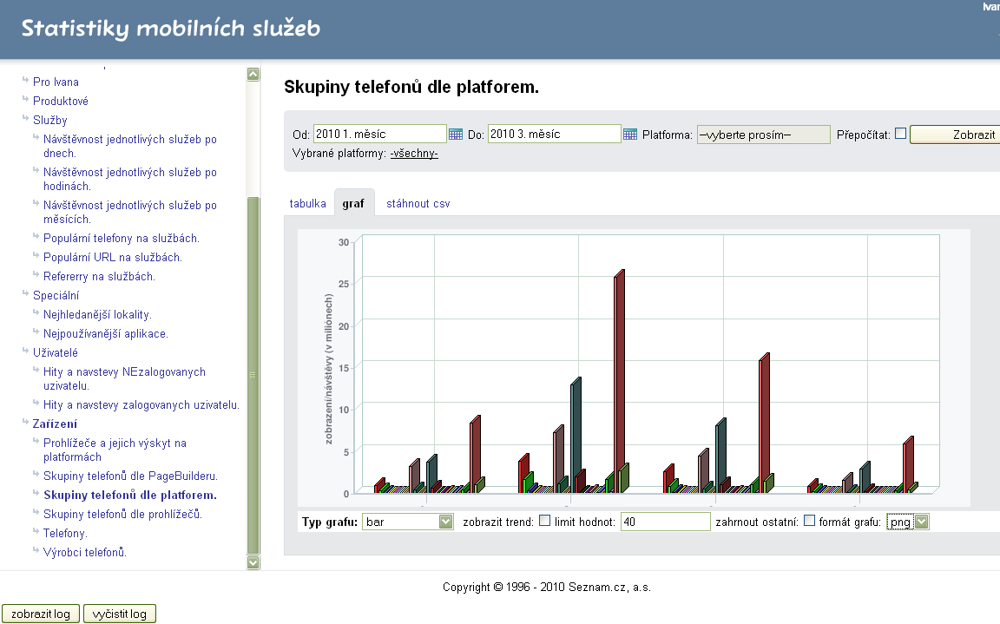 Ivan
Statistiky mobilních služeb
Pro Ivana
Produktové
Služby
Návštěvnost jednotlivých služeb po
dnech.
Návštěvnost jednotlivých služeb po
hodinách.
Návštěvnost jednotlivých služeb po
měsících.
Populární telefony na službách.
Populární URL na službách.
Refererry na službách.
Speciální
Nejhledanější lokality.
Nejpoužívanější aplikace.
Uživatelé
Hity a navstevy NEzalogovanych
uzivatelu.
Hity a navstevy zalogovanych uzivatelu.
Zařízení
Prohlížeče a jejich výskyt na
platformách
Skupiny telefonů dle PageBuilderu.
Skupiny telefonů dle platforem.
Skupiny telefonů dle prohlížečů.
Telefony.
Výrobci telefonů.
Skupiny telefonů dle platforem.
Od: 2010 1. měsíc Do: 2010 3. měsíc Platforma: --vyberte prosím-- Přepočítat: Zobrazit
Vybrané platformy: -všechny-
tabulka graf stáhnout csv
zobrazení/návštěvy (v miliónech)
30
25
20
15
10
5
0
Typ grafu: bar zobrazit trend: limit hodnot: 40 zahrnout ostatní: formát grafu: png
Copyright © 1996 - 2010 Seznam.cz, a.s.
zobrazit log vyčistit log